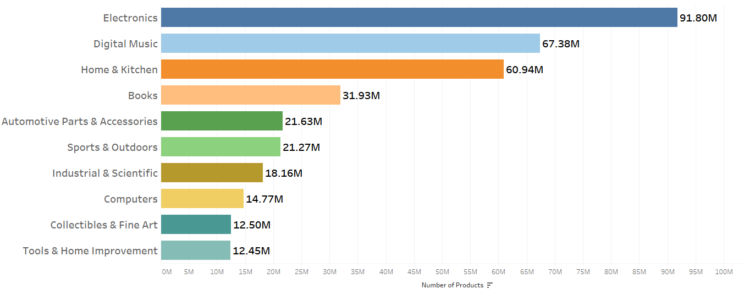 Electronics 91.80M
Digital Music 67.38M
Home & Kitchen 60.94M
Books 31.93M
Automotive Parts & Accessories 21.63M
Sports & Outdoors 21.27M
Industrial & Scientific 18.16M
Computers 14.77M
Collectibles & Fine Art 12.50M
Tools & Home Improvement 12.45M
0M 5M 10M 15M 20M 25M 30M 35M 40M 45M 50M 55M 60M 65M 70M 75M 80M 85M 90M 95M 100M
Number of Products